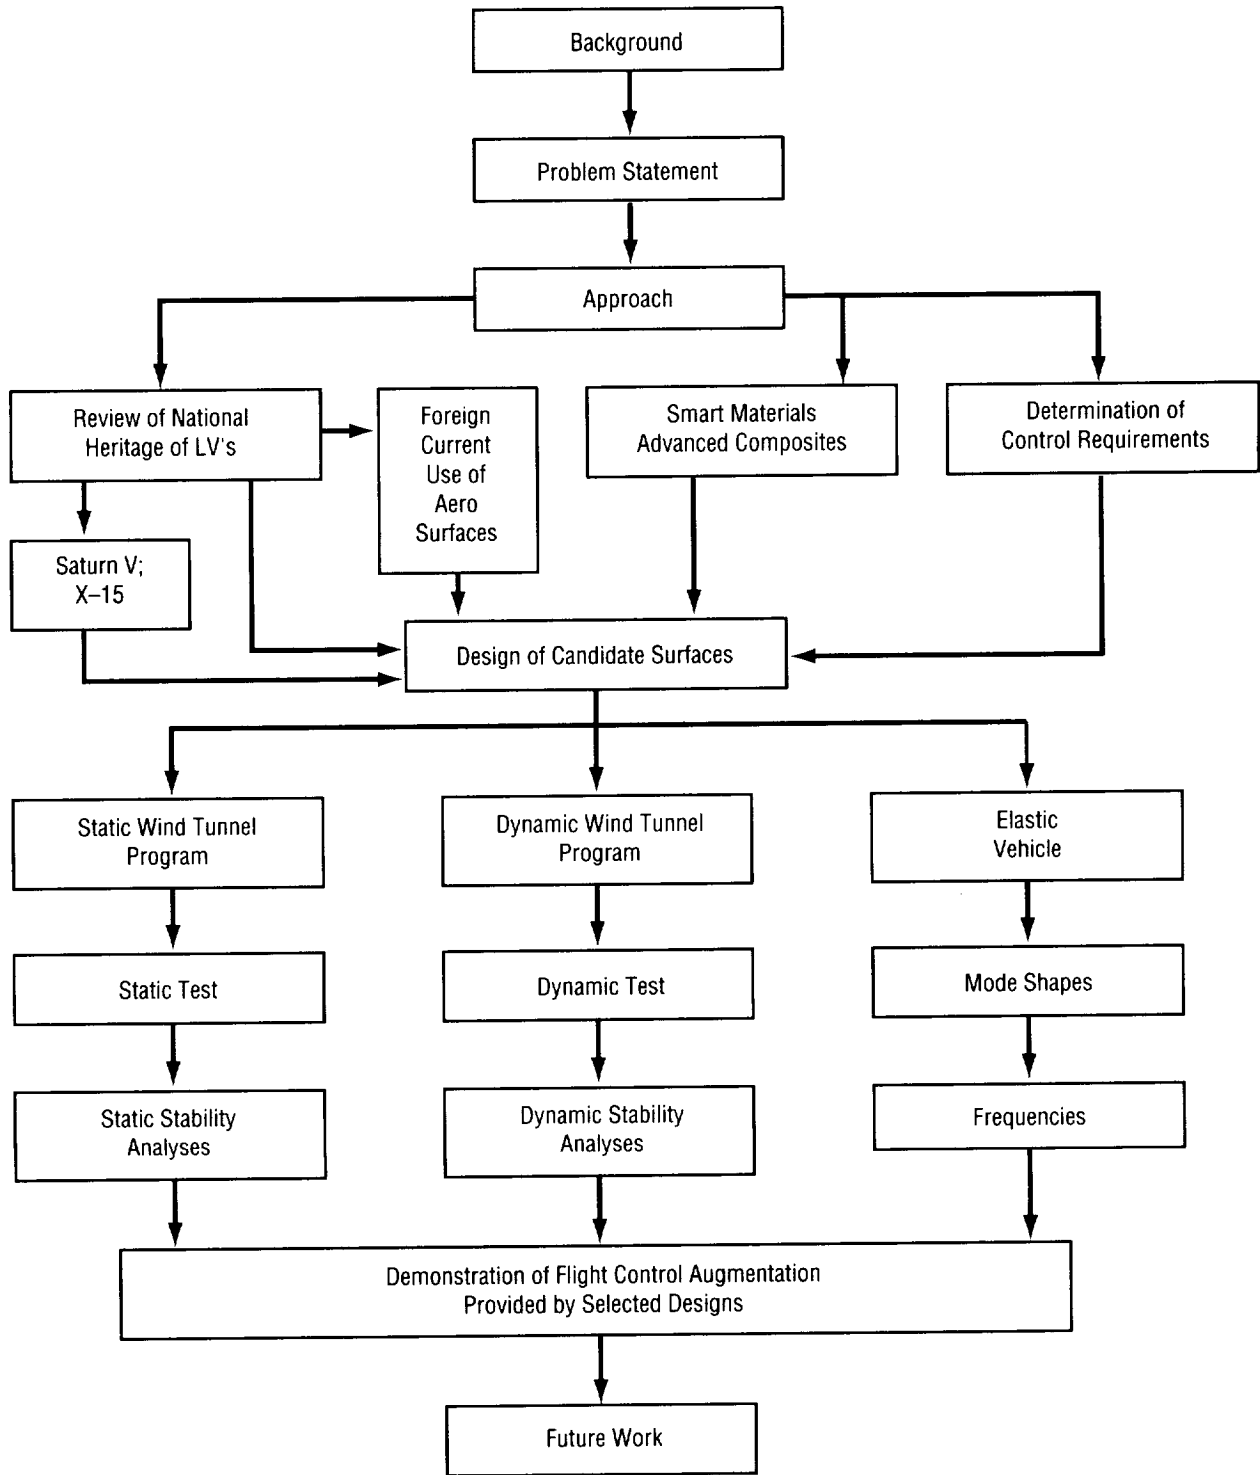 Background
Problem Statement
Approach
Review of National
Heritage of LV's
Foreign
Current
Use of
Aero
Surfaces
Smart Materials
Advanced Composites
Determination of
Control Requirements
Saturn V;
X–15
Design of Candidate Surfaces
Static Wind Tunnel
Program
Dynamic Wind Tunnel
Program
Elastic
Vehicle
Static Test
Dynamic Test
Mode Shapes
Static Stability
Analyses
Dynamic Stability
Analyses
Frequencies
Demonstration of Flight Control Augmentation
Provided by Selected Designs
Future Work